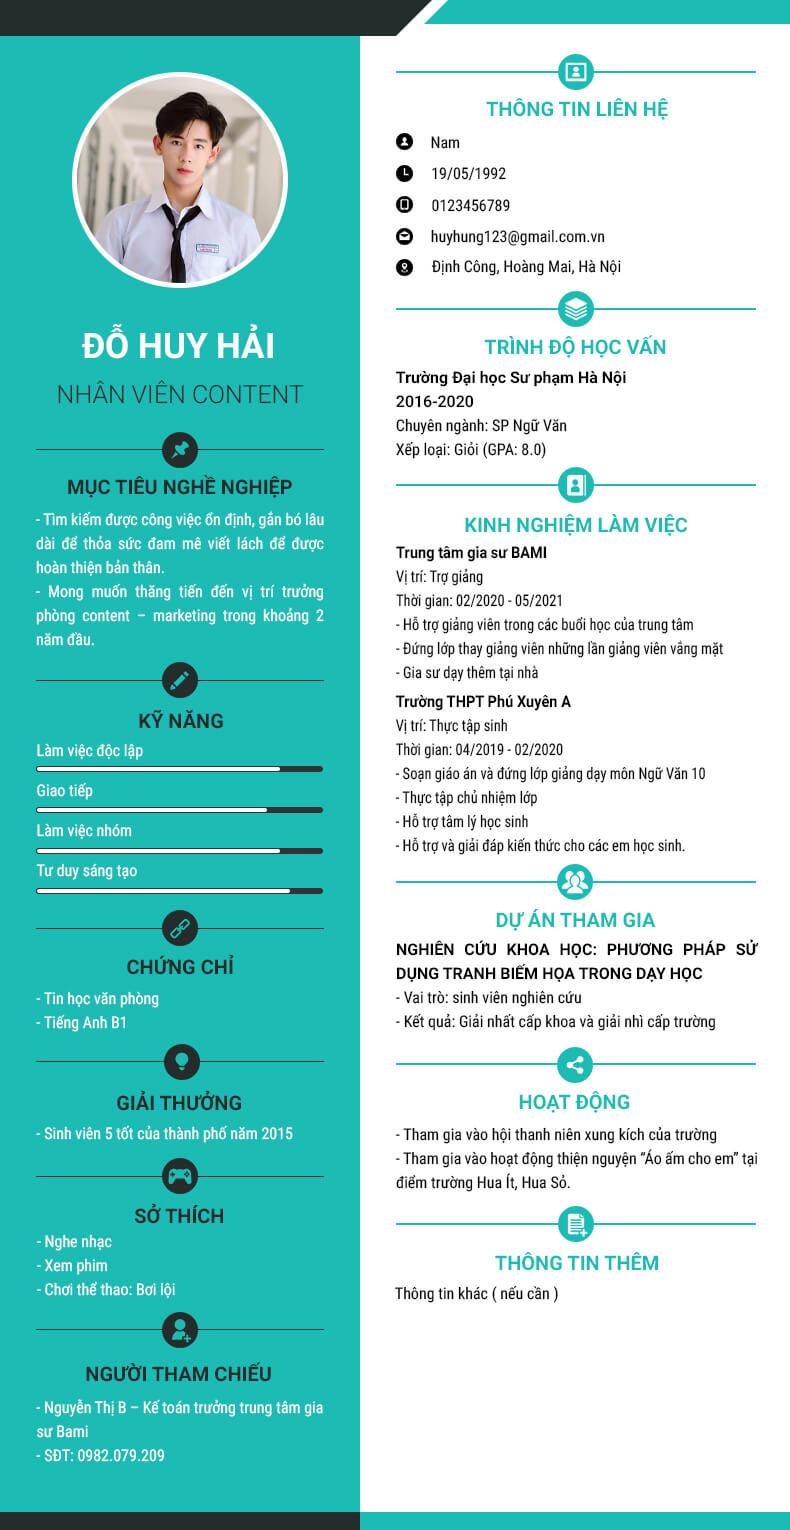 ĐỖ HUY HẢI
NHÂN VIÊN CONTENT
MỤC TIÊU NGHỀ NGHIỆP
- Tìm kiếm được công việc ổn định, gắn bó lâu
dài để thỏa sức đam mê viết lách để được
hoàn thiện bản thân.
- Mong muốn thăng tiến đến vị trí trưởng
phòng content – marketing trong khoảng 2
năm đầu.
KỸ NĂNG
Làm việc độc lập
Giao tiếp
Làm việc nhóm
Tư duy sáng tạo
CHỨNG CHỈ
- Tin học văn phòng
- Tiếng Anh B1
GIẢI THƯỞNG
- Sinh viên 5 tốt của thành phố năm 2015
SỞ THÍCH
- Nghe nhạc
- Xem phim
- Chơi thể thao: Bơi lội
NGƯỜI THAM CHIẾU
- Nguyễn Thị B – Kế toán trưởng trung tâm gia
sư Bami
- SĐT: 0982.079.209
THÔNG TIN LIÊN HỆ
Nam
19/05/1992
0123456789
huyhung123@gmail.com.vn
Định Công, Hoàng Mai, Hà Nội
TRÌNH ĐỘ HỌC VẤN
Trường Đại học Sư phạm Hà Nội
2016-2020
Chuyên ngành: SP Ngữ Văn
Xếp loại: Giỏi (GPA: 8.0)
KINH NGHIỆM LÀM VIỆC
Trung tâm gia sư BAMI
Vị trí: Trợ giảng
Thời gian: 02/2020 - 05/2021
- Hỗ trợ giảng viên trong các buổi học của trung tâm
- Đứng lớp thay giảng viên những lần giảng viên vắng mặt
- Gia sư dạy thêm tại nhà
Trường THPT Phú Xuyên A
Vị trí: Thực tập sinh
Thời gian: 04/2019 - 02/2020
- Soạn giáo án và đứng lớp giảng dạy môn Ngữ Văn 10
- Thực tập chủ nhiệm lớp
- Hỗ trợ tâm lý học sinh
- Hỗ trợ và giải đáp kiến thức cho các em học sinh.
DỰ ÁN THAM GIA
NGHIÊN CỨU KHOA HỌC: PHƯƠNG PHÁP SỬ
DỤNG TRANH BIẾM HỌA TRONG DẠY HỌC
- Vai trò: sinh viên nghiên cứu
- Kết quả: Giải nhất cấp khoa và giải nhì cấp trường
HOẠT ĐỘNG
- Tham gia vào hội thanh niên xung kích của trường
- Tham gia vào hoạt động thiện nguyện “Áo ấm cho em” tại
điểm trường Hua Ít, Hua Sỏ.
THÔNG TIN THÊM
Thông tin khác ( nếu cần )